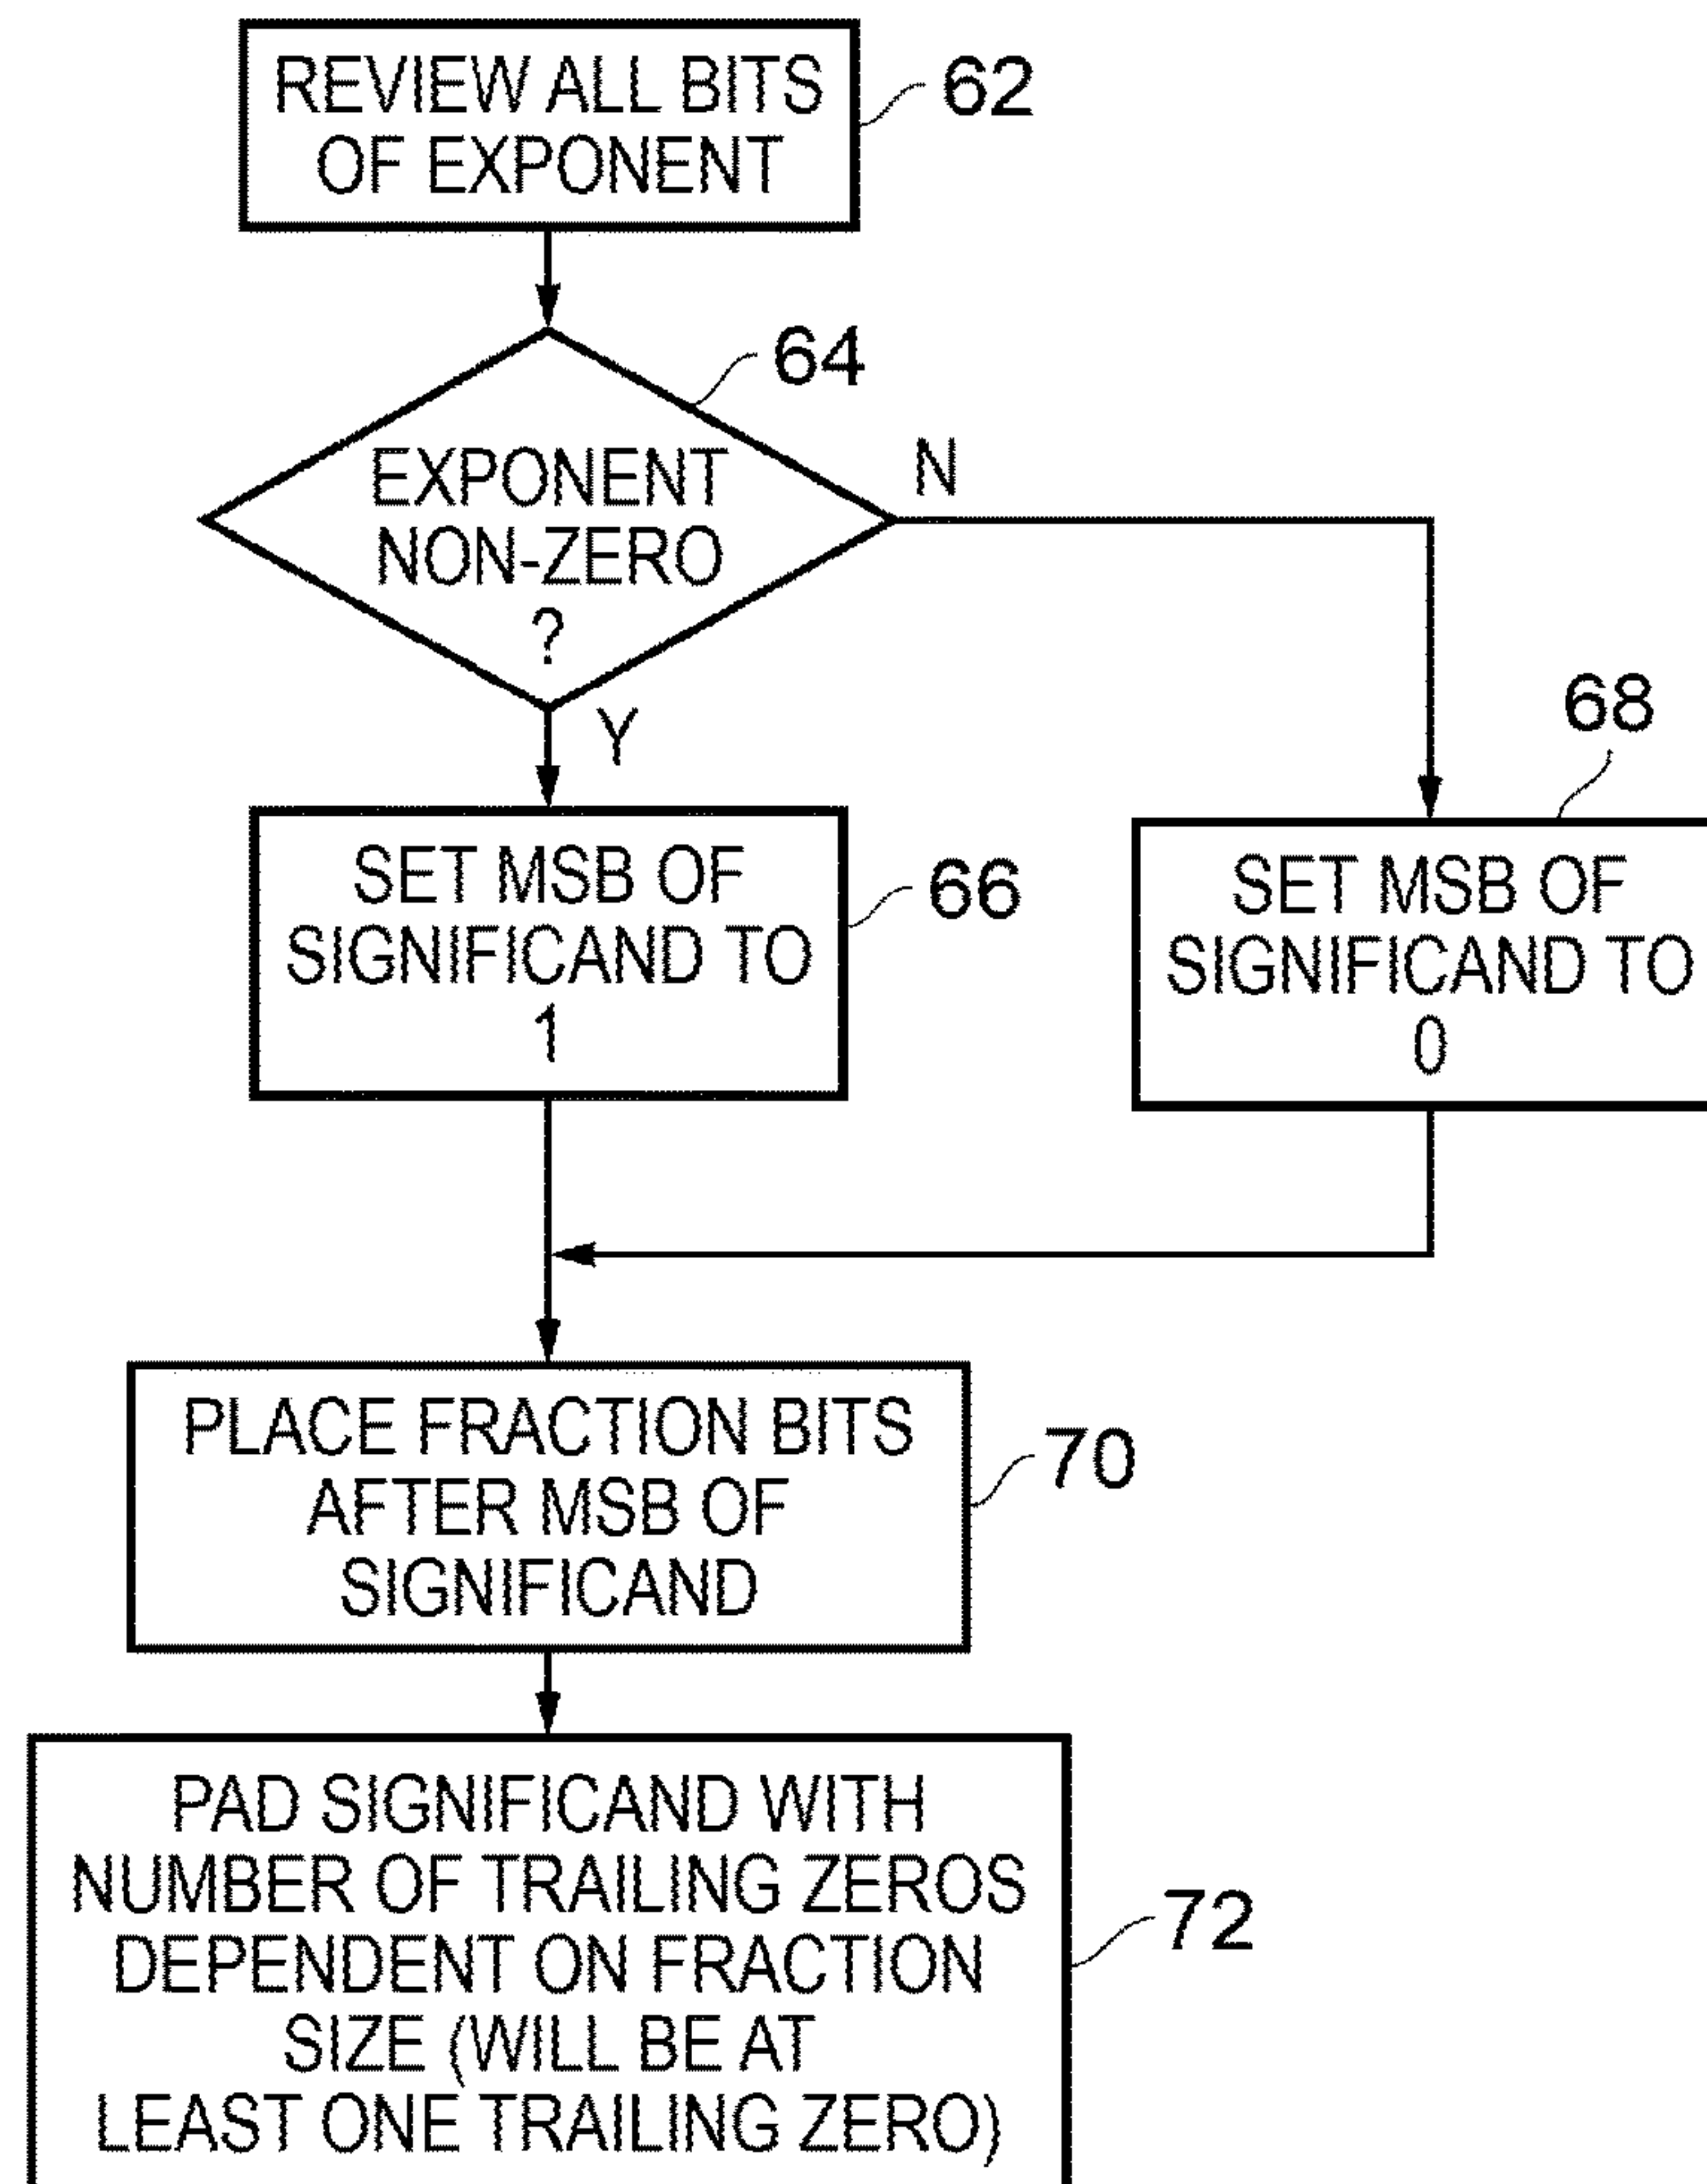 REVIEW ALL BITS
OF EXPONENT
62
64
EXPONENT
NON-ZERO
?
N
Y
68
SET MSB OF
SIGNIFICAND TO
1
66
SET MSB OF
SIGNIFICAND TO
0
PLACE FRACTION BITS
AFTER MSB OF
SIGNIFICAND
70
PAD SIGNIFICAND WITH
NUMBER OF TRAILING ZEROS
DEPENDENT ON FRACTION
SIZE (WILL BE AT
LEAST ONE TRAILING ZERO)
72